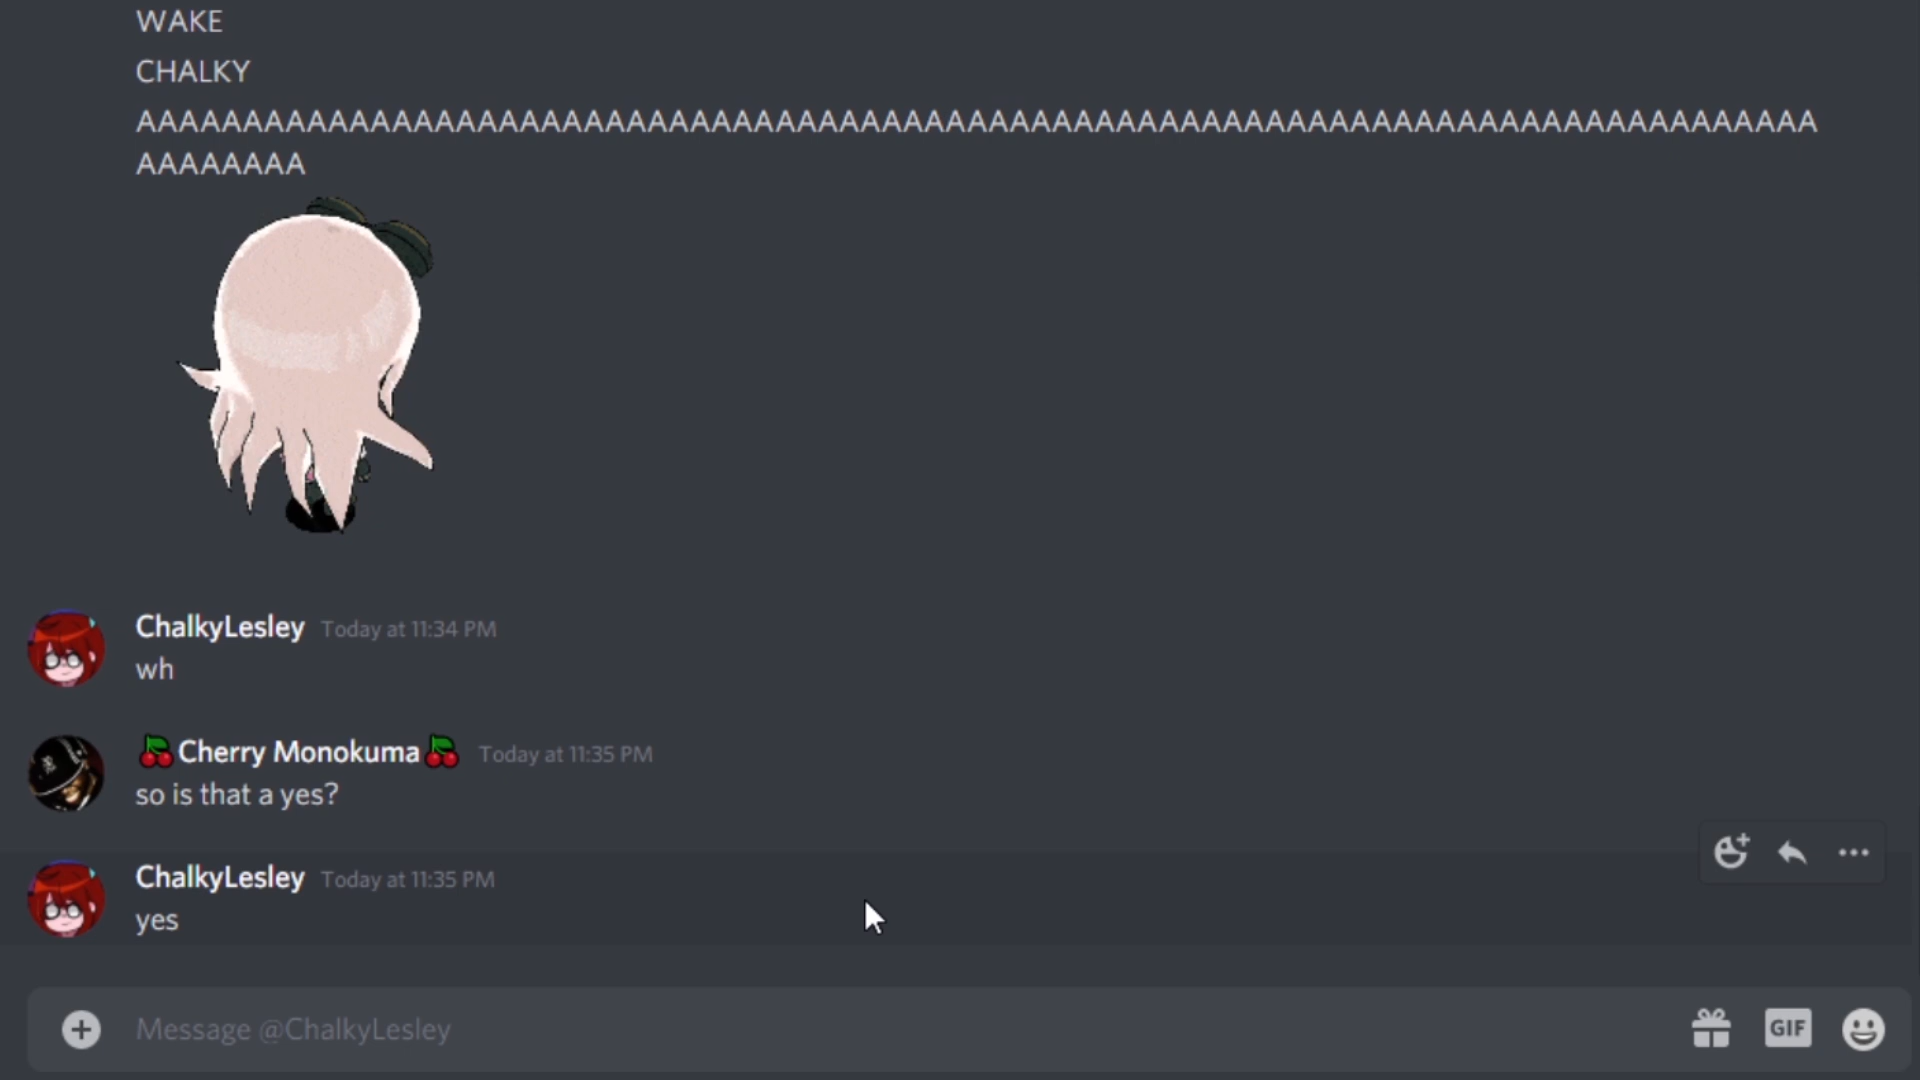 WAKE
CHALKY
AAAAAAAAAAAAAAAAAAAAAAAAAAAAAAAAAAAAAAAAAAAAAAAAAAAAAAAAAAAAAAAAAAAAAAAAAAAAAAA
AAAAAAAA
ChalkyLesley Today at 11:34 PM
wh
🍒Cherry Monokuma🍒 Today at 11:35 PM
so is that a yes?
ChalkyLesley Today at 11:35 PM
yes
Message @ChalkyLesley
GIF